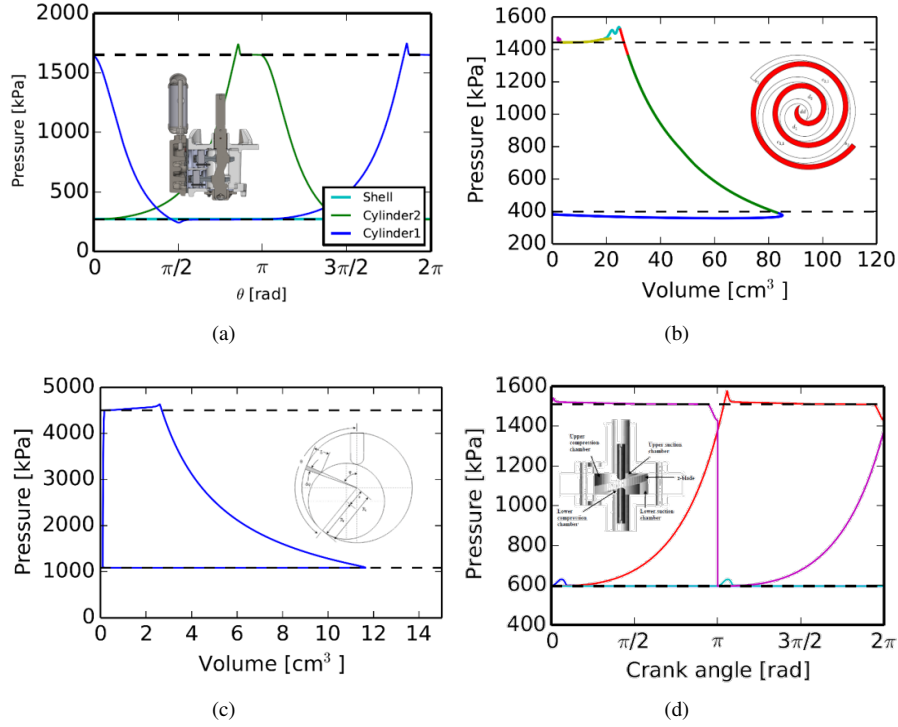 2000
1500
1000
500
0
Pressure [kPa]
0
π/2
π
3π/2
2π
θ [rad]
Shell
Cylinder2
Cylinder1
(a)
1600
1400
1200
1000
800
600
400
200
Pressure [kPa]
0
20
40
60
80
100
120
Volume [cm³]
(b)
5000
4000
3000
2000
1000
0
Pressure [kPa]
0
2
4
6
8
10
12
14
Volume [cm³]
(c)
1600
1400
1200
1000
800
600
400
Pressure [kPa]
Upper
compression
chamber
Upper suction
chamber
z-blade
Lower
compression
chamber
Lower suction
chamber
0
π/2
π
3π/2
2π
Crank angle [rad]
(d)